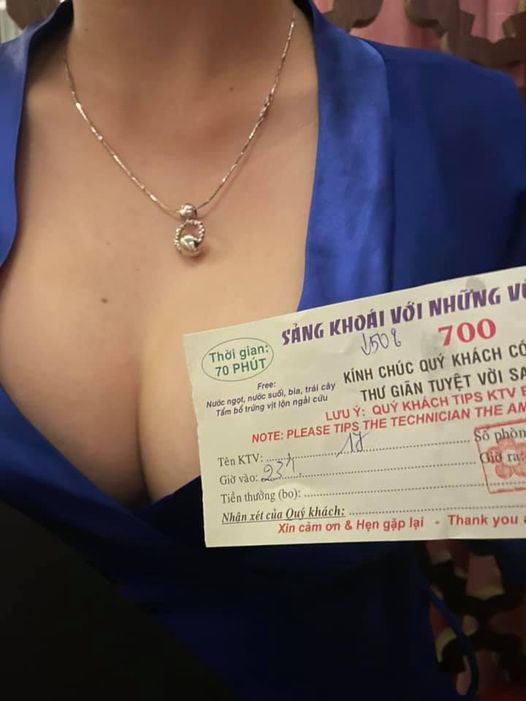 SẢNG KHOÁI VỚI NHỮNG
Thời gian:
70 PHÚT
700
KÍNH CHÚC QUÝ KHÁCH CÓ
THƯ GIÃN TUYỆT VỜI SA
Free:
Nước ngọt, nước suối, bia, trái cây
Tẩm bổ trứng vịt lộn ngải cứu
LƯU Ý: QUÝ KHÁCH TIPS KTV
NOTE: PLEASE TIPS THE TECHNICIAN THE AM
Tên KTV: 17 Số phòn
Giờ vào: 23h Giờ ra:
Tiền thưởng (bo):
Nhận xét của Quý khách:
Xin cảm ơn & Hẹn gặp lại - Thank you